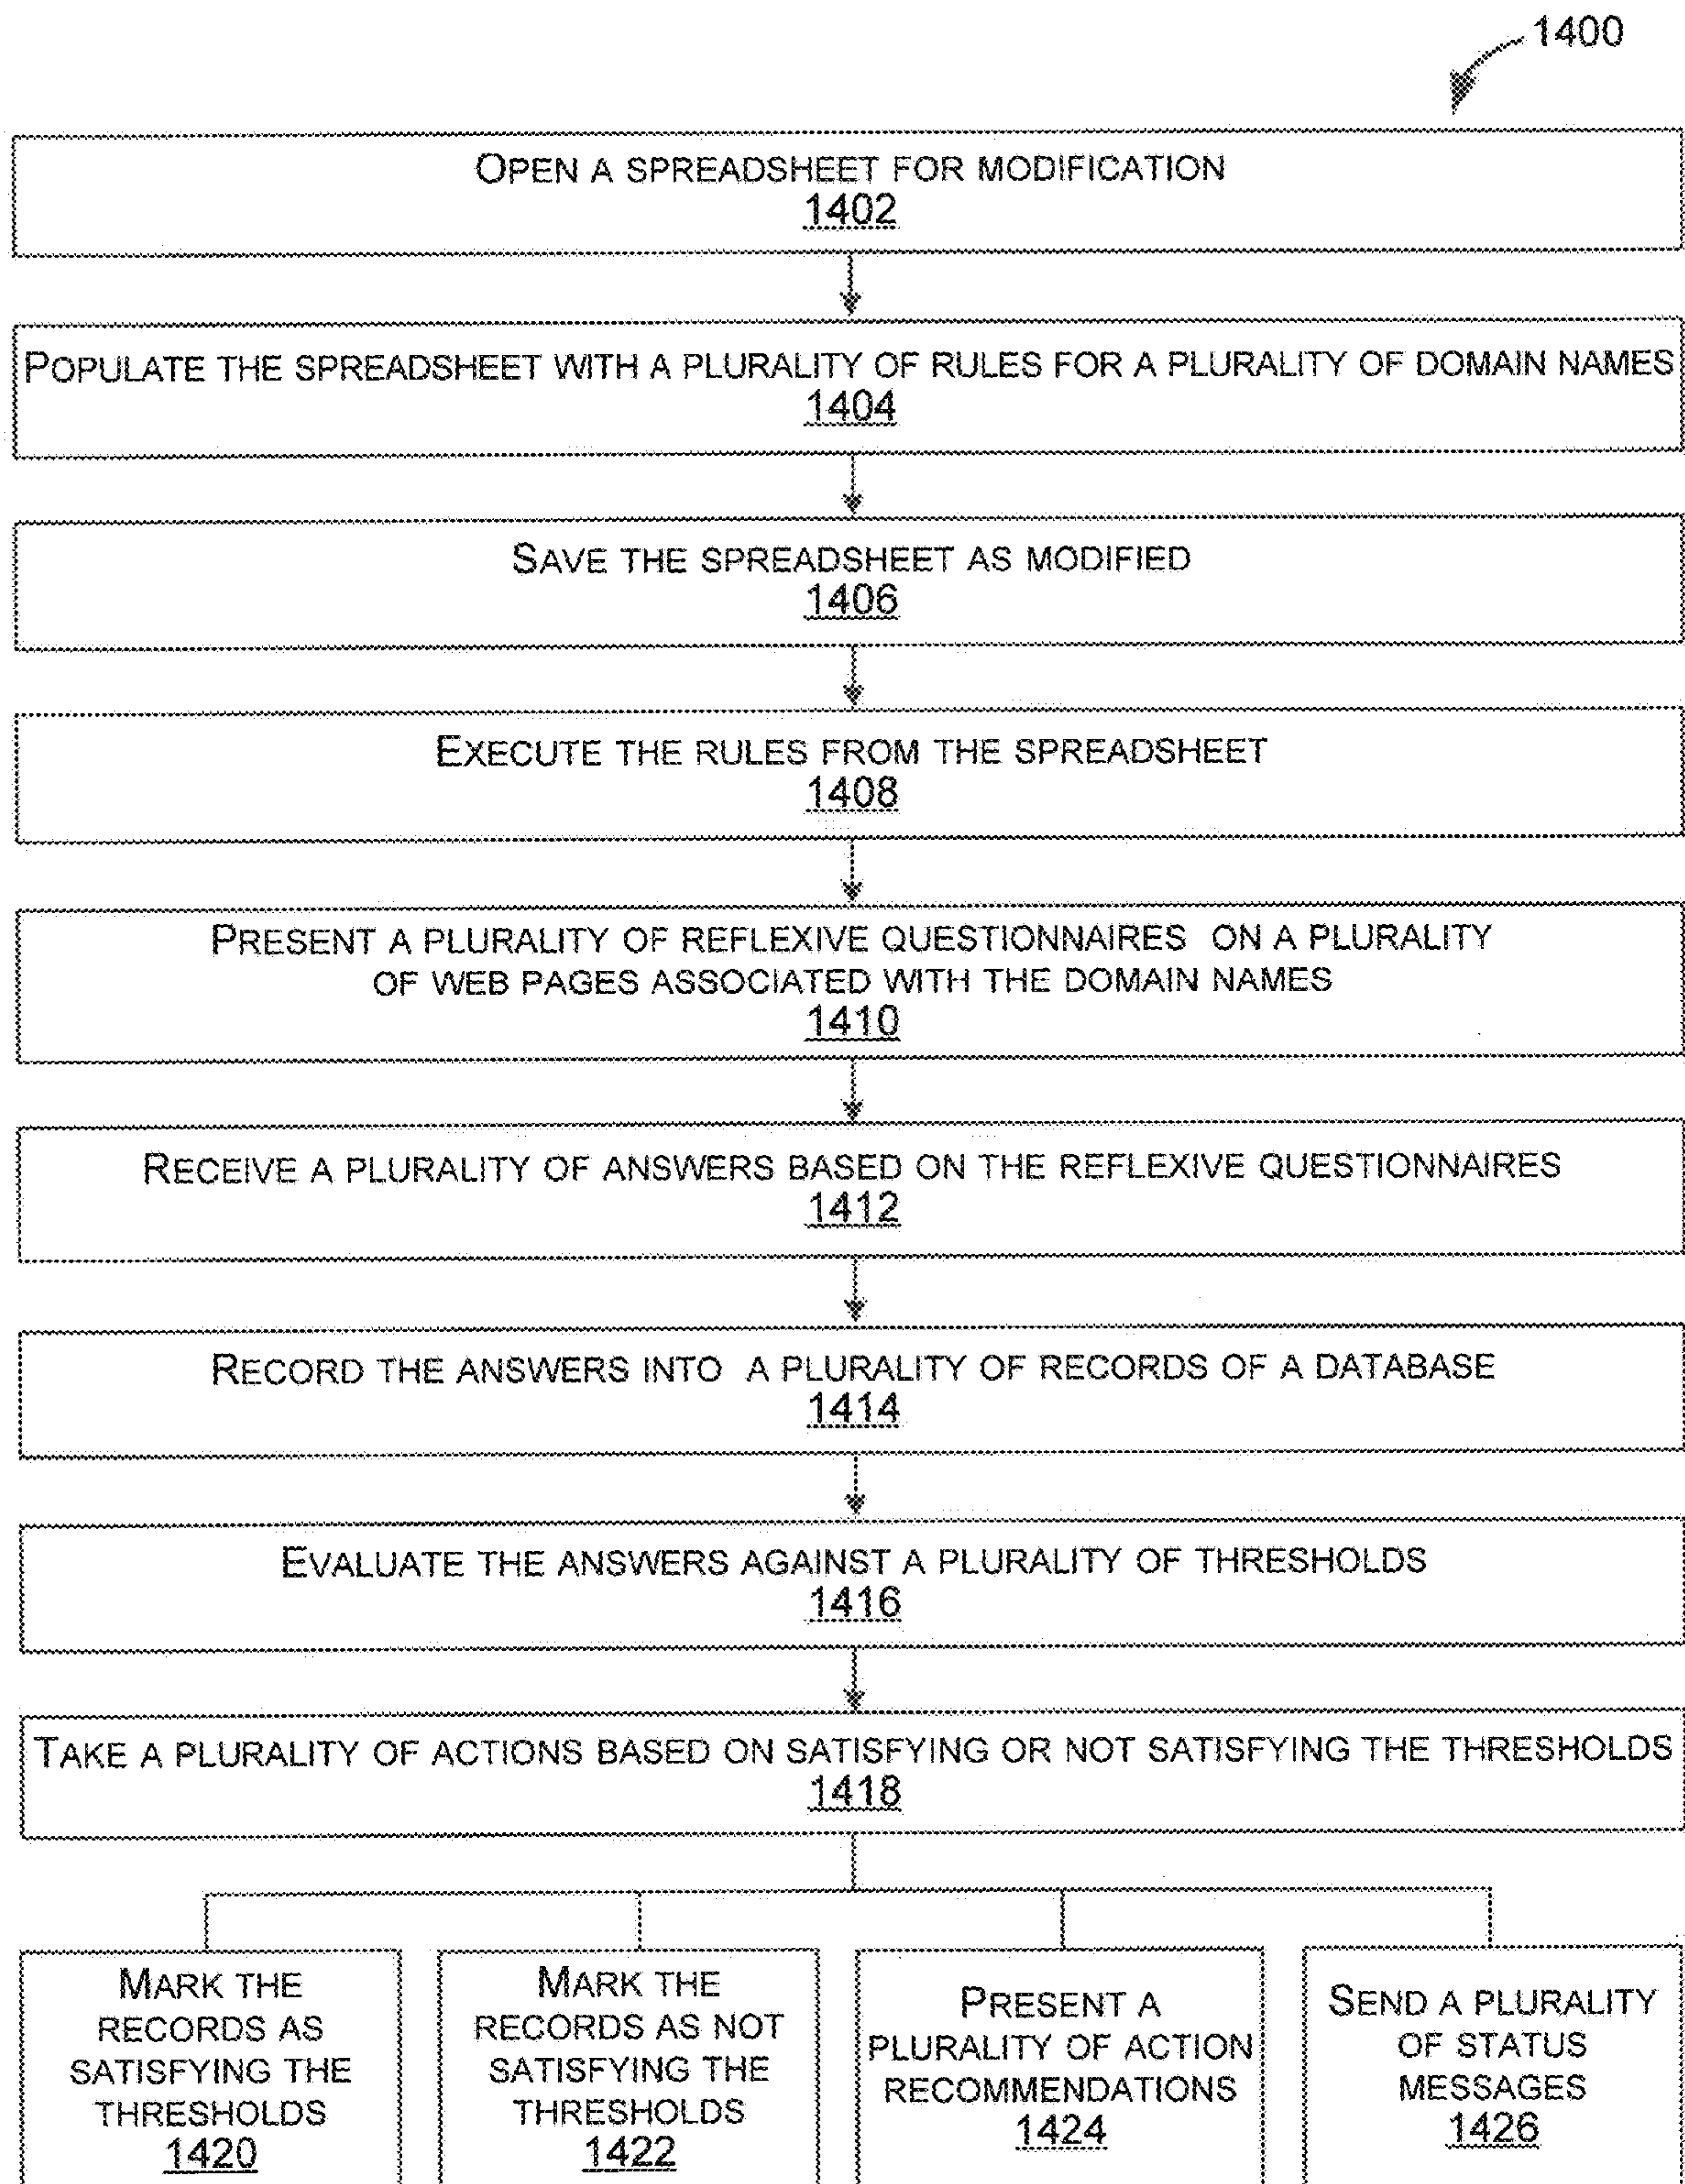 1400
OPEN A SPREADSHEET FOR MODIFICATION
1402
POPULATE THE SPREADSHEET WITH A PLURALITY OF RULES FOR A PLURALITY OF DOMAIN NAMES
1404
SAVE THE SPREADSHEET AS MODIFIED
1406
EXECUTE THE RULES FROM THE SPREADSHEET
1408
PRESENT A PLURALITY OF REFLEXIVE QUESTIONNAIRES ON A PLURALITY
OF WEB PAGES ASSOCIATED WITH THE DOMAIN NAMES
1410
RECEIVE A PLURALITY OF ANSWERS BASED ON THE REFLEXIVE QUESTIONNAIRES
1412
RECORD THE ANSWERS INTO A PLURALITY OF RECORDS OF A DATABASE
1414
EVALUATE THE ANSWERS AGAINST A PLURALITY OF THRESHOLDS
1416
TAKE A PLURALITY OF ACTIONS BASED ON SATISFYING OR NOT SATISFYING THE THRESHOLDS
1418
MARK THE
RECORDS AS
SATISFYING THE
THRESHOLDS
1420
MARK THE
RECORDS AS NOT
SATISFYING THE
THRESHOLDS
1422
PRESENT A
PLURALITY OF ACTION
RECOMMENDATIONS
1424
SEND A PLURALITY
OF STATUS
MESSAGES
1426